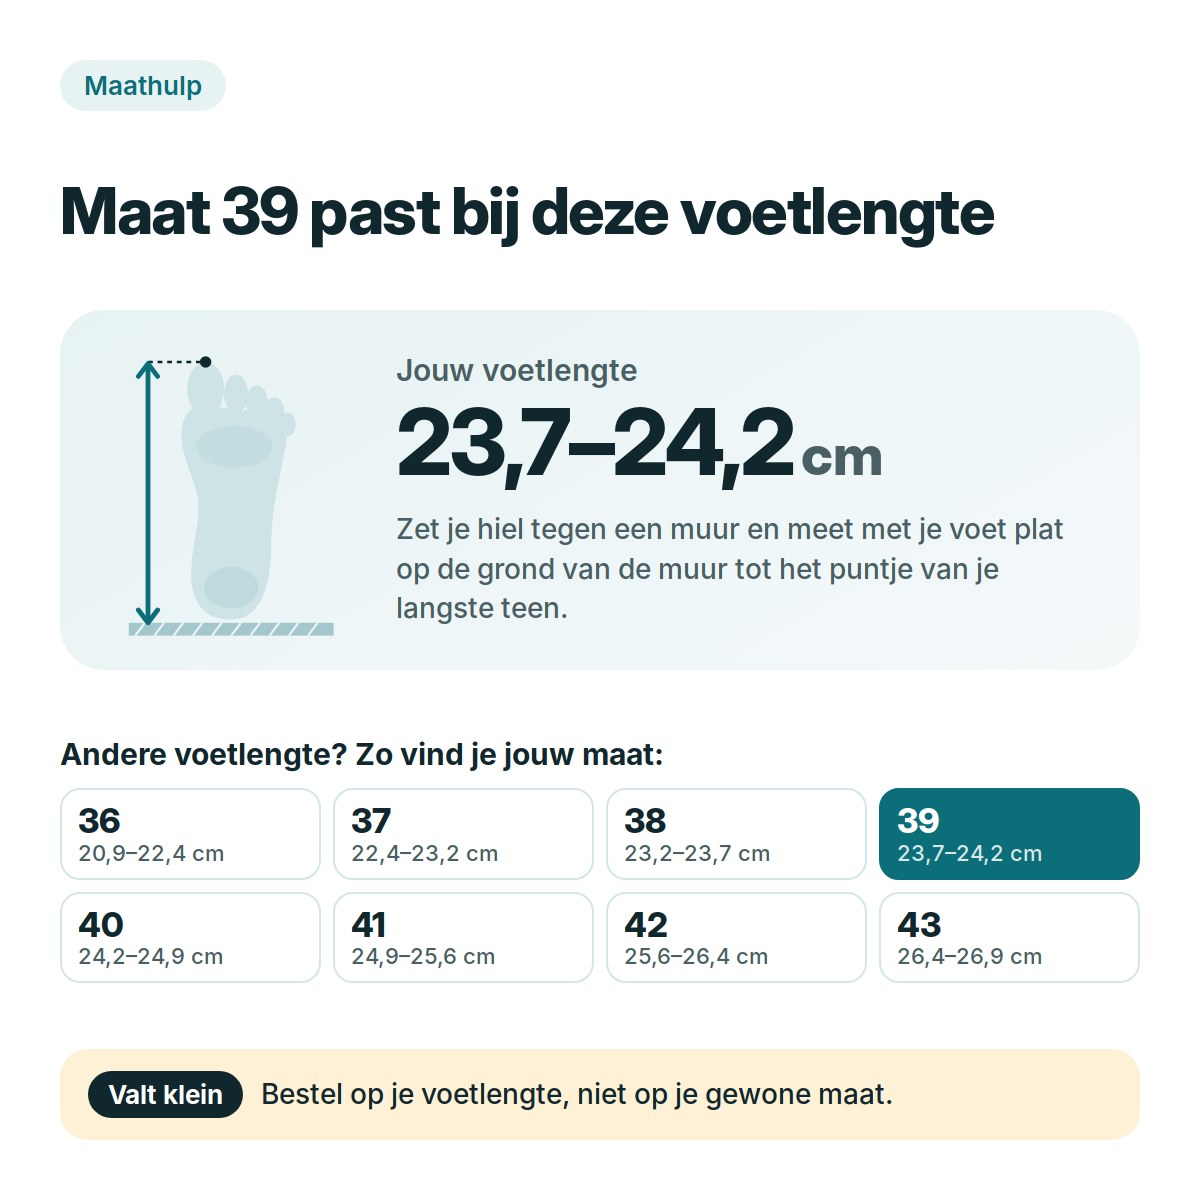 Maathulp
Maat 39 past bij deze voetlengte
Jouw voetlengte
23,7–24,2 cm
Zet je hiel tegen een muur en meet met je voet plat
op de grond van de muur tot het puntje van je
langste teen.
Andere voetlengte? Zo vind je jouw maat:
36
20,9–22,4 cm
37
22,4–23,2 cm
38
23,2–23,7 cm
39
23,7–24,2 cm
40
24,2–24,9 cm
41
24,9–25,6 cm
42
25,6–26,4 cm
43
26,4–26,9 cm
Valt klein Bestel op je voetlengte, niet op je gewone maat.